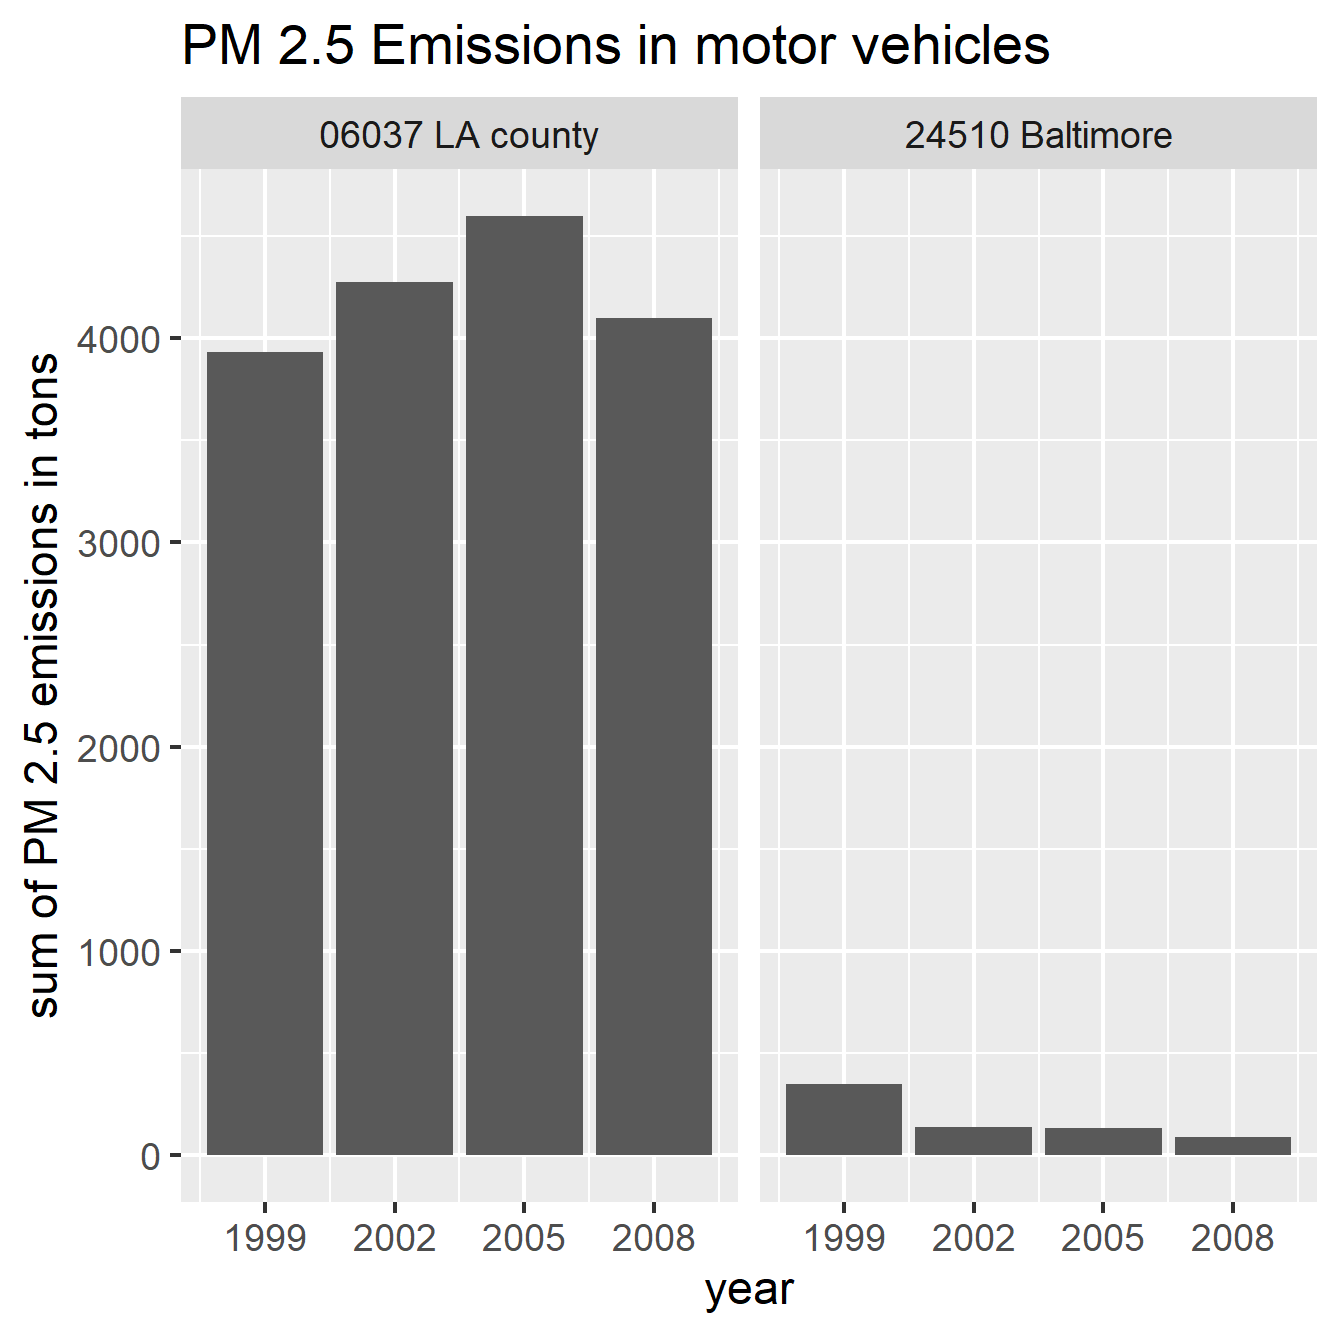 PM 2.5 Emissions in motor vehicles
06037 LA county
24510 Baltimore
sum of PM 2.5 emissions in tons
4000
3000
2000
1000
0
1999 2002 2005 2008
1999 2002 2005 2008
year